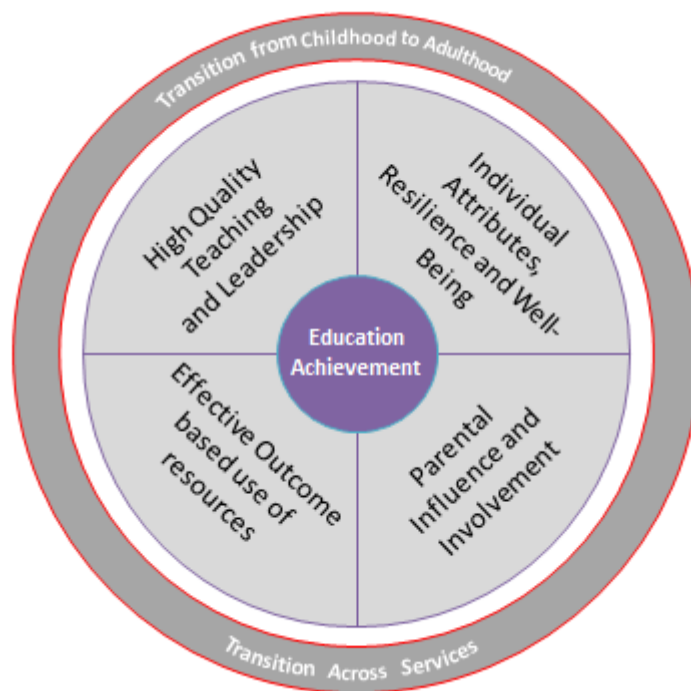 Transition from Childhood to Adulthood
High Quality
Teaching
and Leadership
Individual
Attributes,
Resilience and Well-
Being
Education
Achievement
Effective Outcome
based use of
resources
Parental
Influence and
Involvement
Transition Across Services